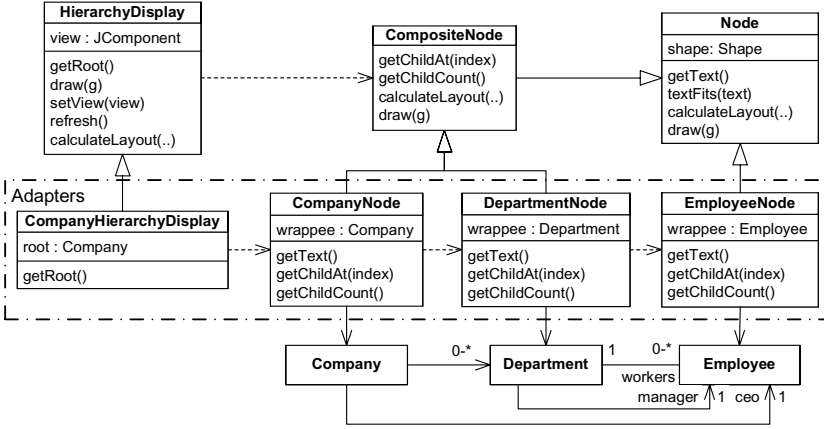 HierarchyDisplay
view : JComponent
getRoot()
draw(g)
setView(view)
refresh()
calculateLayout(..)
CompositeNode
getChildAt(index)
getChildCount()
calculateLayout(..)
draw(g)
Node
shape: Shape
getText()
textFits(text)
calculateLayout(..)
draw(g)
Adapters
CompanyHierarchyDisplay
root : Company
getRoot()
CompanyNode
wrappee : Company
getText()
getChildAt(index)
getChildCount()
DepartmentNode
wrappee : Department
getText()
getChildAt(index)
getChildCount()
EmployeeNode
wrappee : Employee
getText()
getChildAt(index)
getChildCount()
Company
0-*
Department
1
0-*
workers
Employee
manager
1
ceo
1